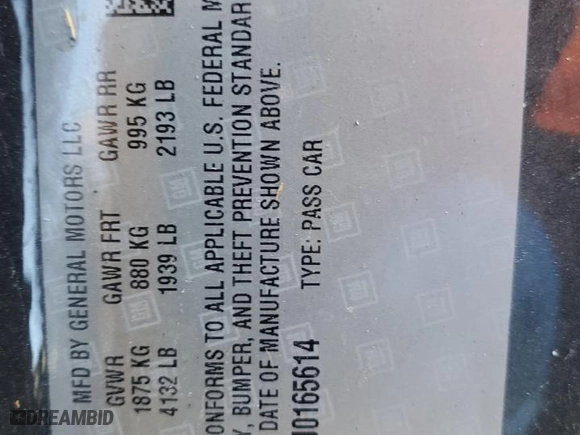 MFD BY GENERAL MOTORS LLC
GVWR GAWR FRT GAWR RR
1875 KG 880 KG 995 KG
4132 LB 1939 LB 2193 LB
ONFORMS TO ALL APPLICABLE U.S. FEDERAL M
Y, BUMPER, AND THEFT PREVENTION STANDAR
DATE OF MANUFACTURE SHOWN ABOVE.
J0165614 TYPE: PASS CAR
GM
DREAMBID